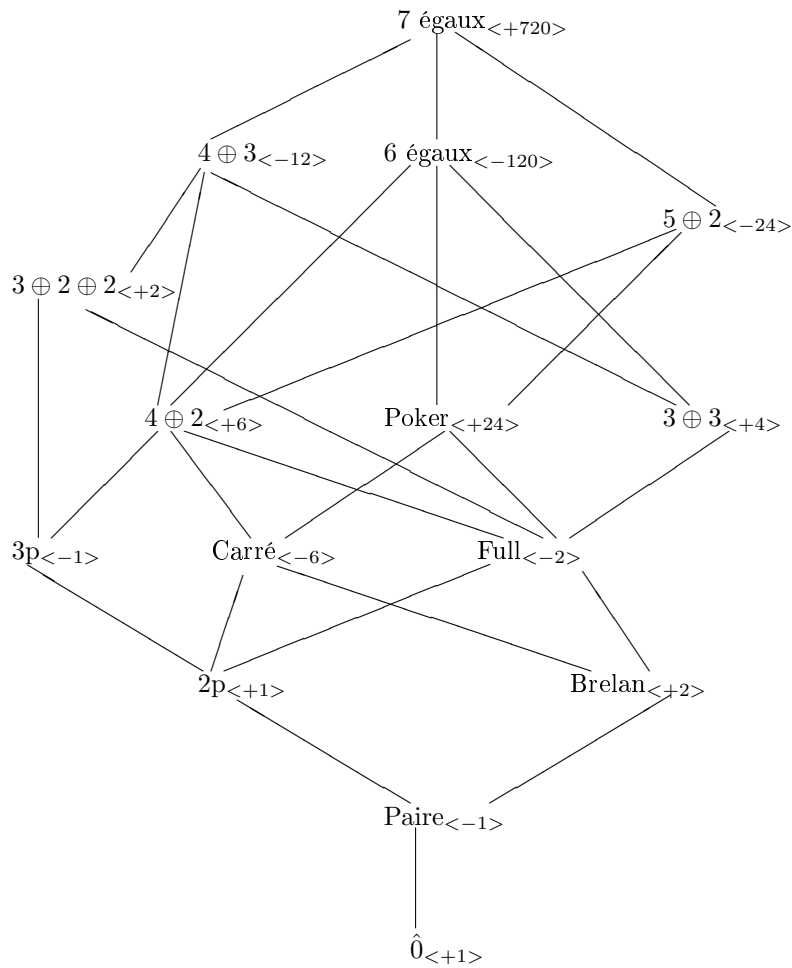 7 égaux<+720>
4 ⊕ 3<−12> 6 égaux<−120>
5 ⊕ 2<−24>
3 ⊕ 2 ⊕ 2<+2>
4 ⊕ 2<+6> Poker<+24> 3 ⊕ 3<+4>
3p<−1> Carré<−6> Full<−2>
2p<+1> Brelan<+2>
Paire<−1>
0̂<+1>